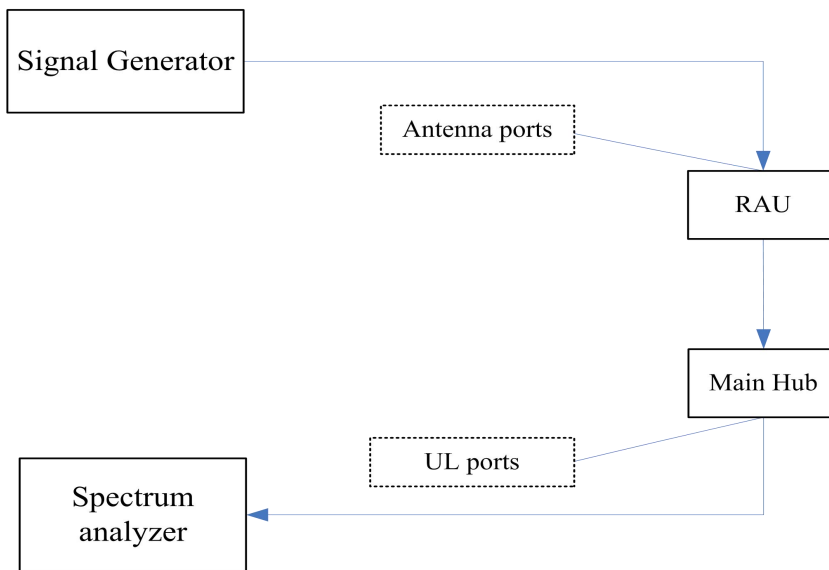 Signal Generator
Antenna ports
RAU
Main Hub
UL ports
Spectrum
analyzer